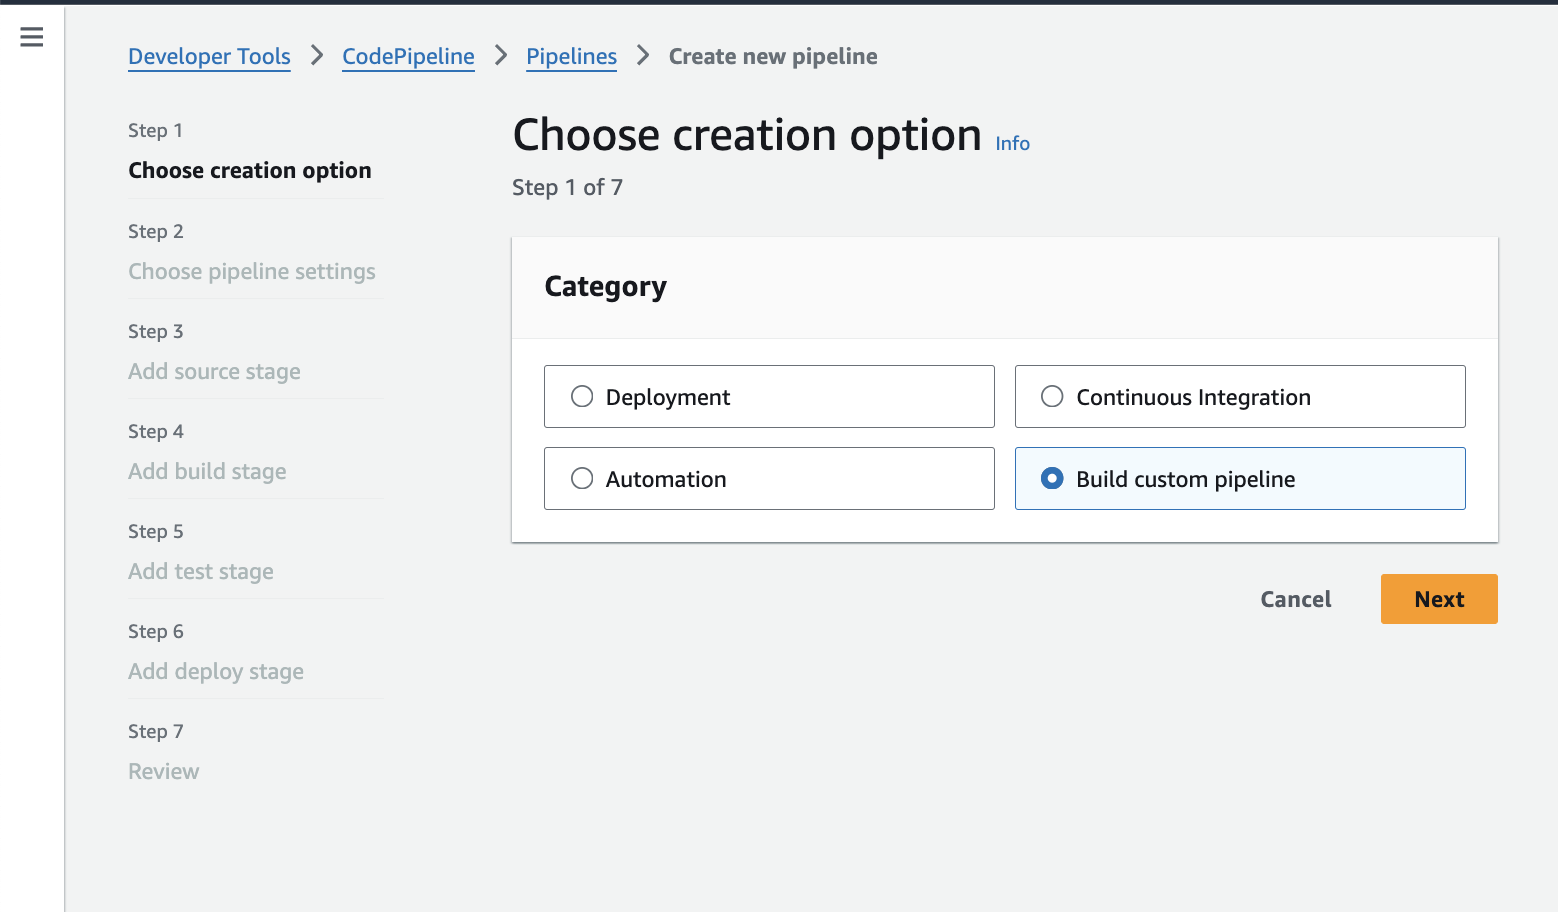 Developer Tools > CodePipeline > Pipelines > Create new pipeline
Step 1
Choose creation option
Step 2
Choose pipeline settings
Step 3
Add source stage
Step 4
Add build stage
Step 5
Add test stage
Step 6
Add deploy stage
Step 7
Review
Choose creation option Info
Step 1 of 7
Category
Deployment
Continuous Integration
Automation
Build custom pipeline
Cancel
Next